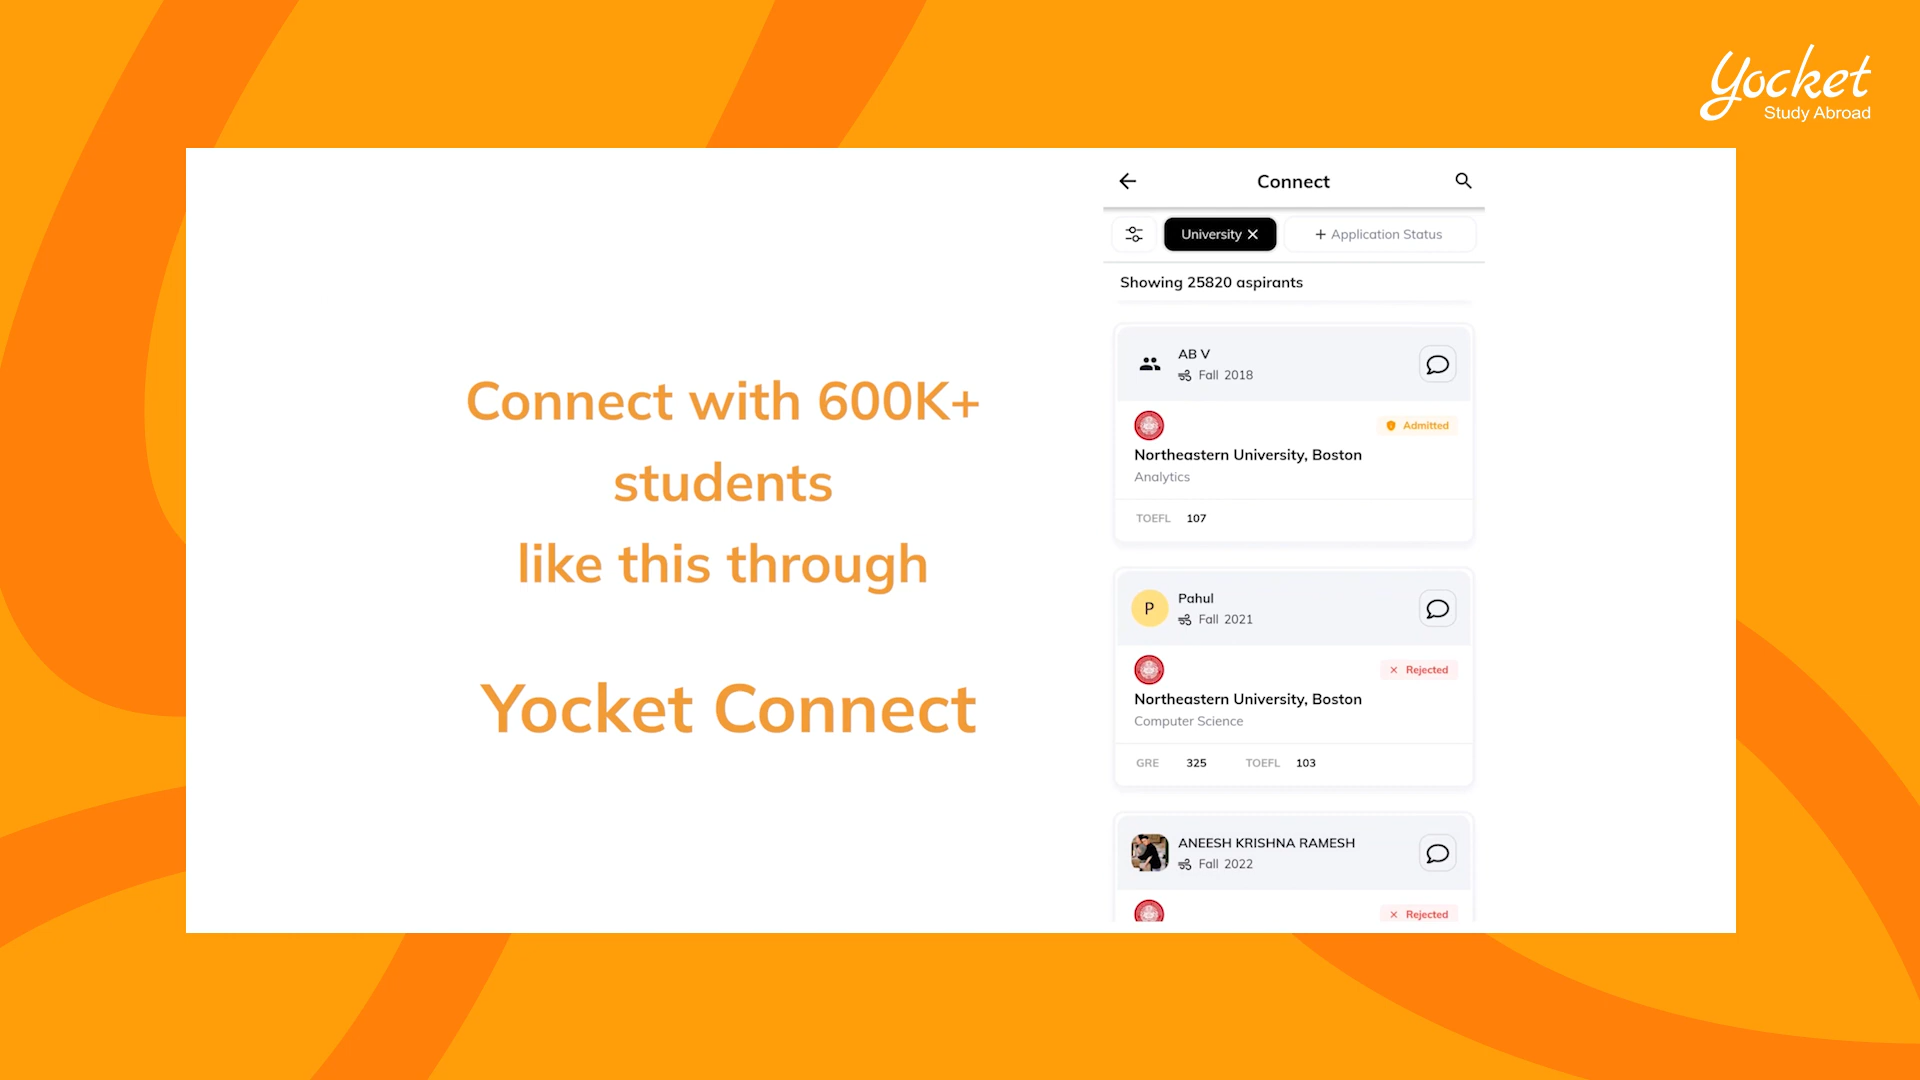 Yocket
Study Abroad
Connect with 600K+
students
like this through
Yocket Connect
Connect
University
+ Application Status
Showing 25820 aspirants
AB V
Fall 2018
Admitted
Northeastern University, Boston
Analytics
TOEFL 107
P
Pahul
Fall 2021
Rejected
Northeastern University, Boston
Computer Science
GRE 325 TOEFL 103
ANEESH KRISHNA RAMESH
Fall 2022
Rejected